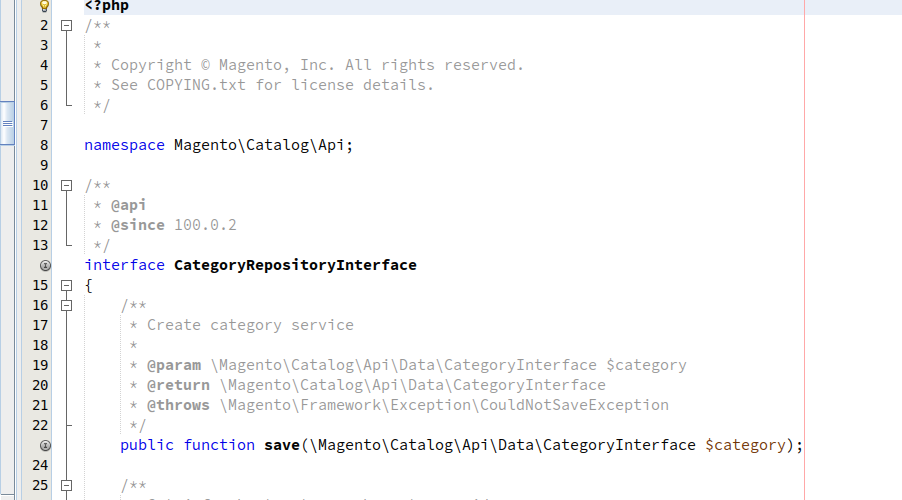 <?php
2 /**
3  *
4  * Copyright © Magento, Inc. All rights reserved.
5  * See COPYING.txt for license details.
6  */
7
8 namespace Magento\Catalog\Api;
9
10 /**
11  * @api
12  * @since 100.0.2
13  */
interface CategoryRepositoryInterface
15 {
16     /**
17      * Create category service
18      *
19      * @param \Magento\Catalog\Api\Data\CategoryInterface $category
20      * @return \Magento\Catalog\Api\Data\CategoryInterface
21      * @throws \Magento\Framework\Exception\CouldNotSaveException
22      */
public function save(\Magento\Catalog\Api\Data\CategoryInterface $category);
24
25     /**